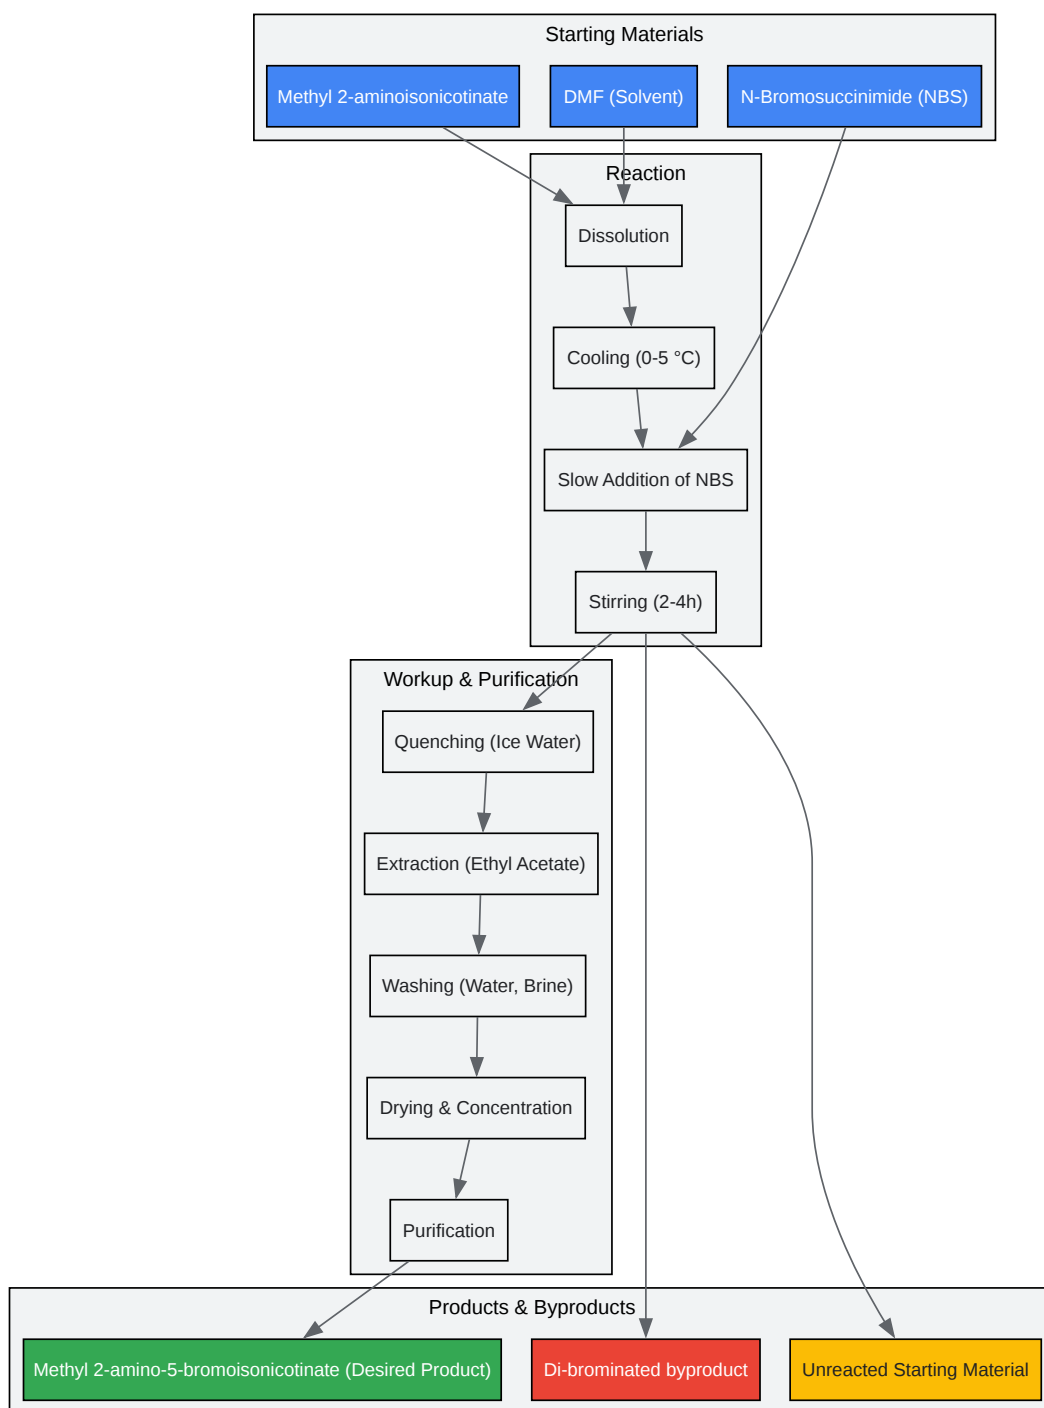 Starting Materials
Methyl 2-aminoisonicotinate
DMF (Solvent)
N-Bromosuccinimide (NBS)
Reaction
Dissolution
Cooling (0-5 °C)
Slow Addition of NBS
Stirring (2-4h)
Workup & Purification
Quenching (Ice Water)
Extraction (Ethyl Acetate)
Washing (Water, Brine)
Drying & Concentration
Purification
Products & Byproducts
Methyl 2-amino-5-bromoisonicotinate (Desired Product)
Di-brominated byproduct
Unreacted Starting Material